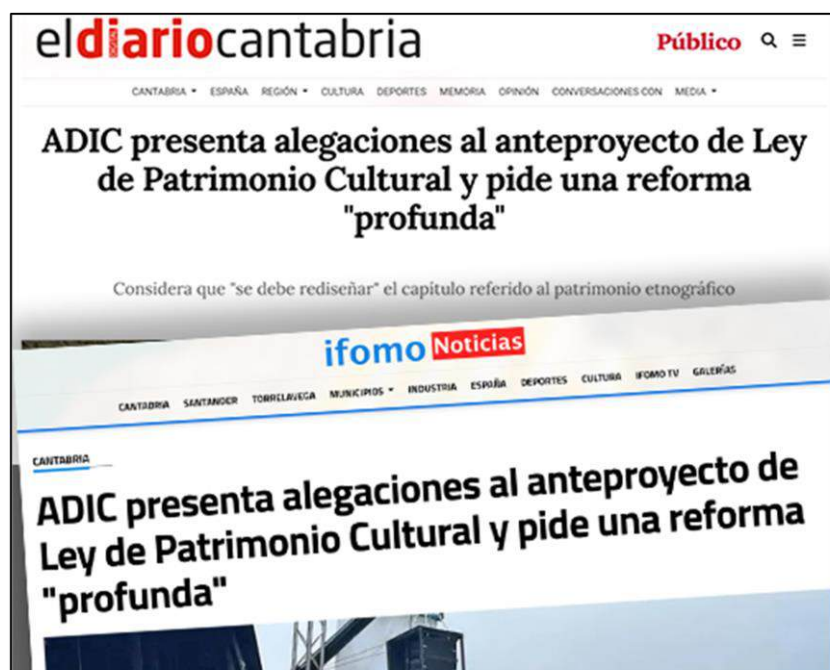 eldiariocantabria
Público
CANTABRIA ESPAÑA REGIÓN CULTURA DEPORTES MEMORIA OPINIÓN CONVERSACIONES CON MEDIA
ADIC presenta alegaciones al anteproyecto de Ley
de Patrimonio Cultural y pide una reforma
"profunda"
Considera que "se debe rediseñar" el capítulo referido al patrimonio etnográfico
ifomo Noticias
CANTABRIA SANTANDER TORRELAVEGA MUNICIPIOS INDUSTRIA ESPAÑA DEPORTES CULTURA IFOMO TV GALERÍAS
CANTABRIA
ADIC presenta alegaciones al anteproyecto de
Ley de Patrimonio Cultural y pide una reforma
"profunda"